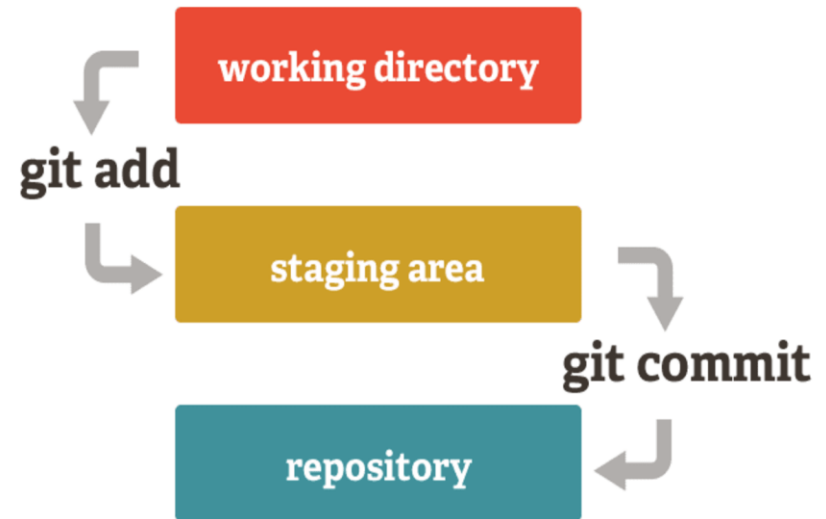 working directory
git add
staging area
git commit
repository